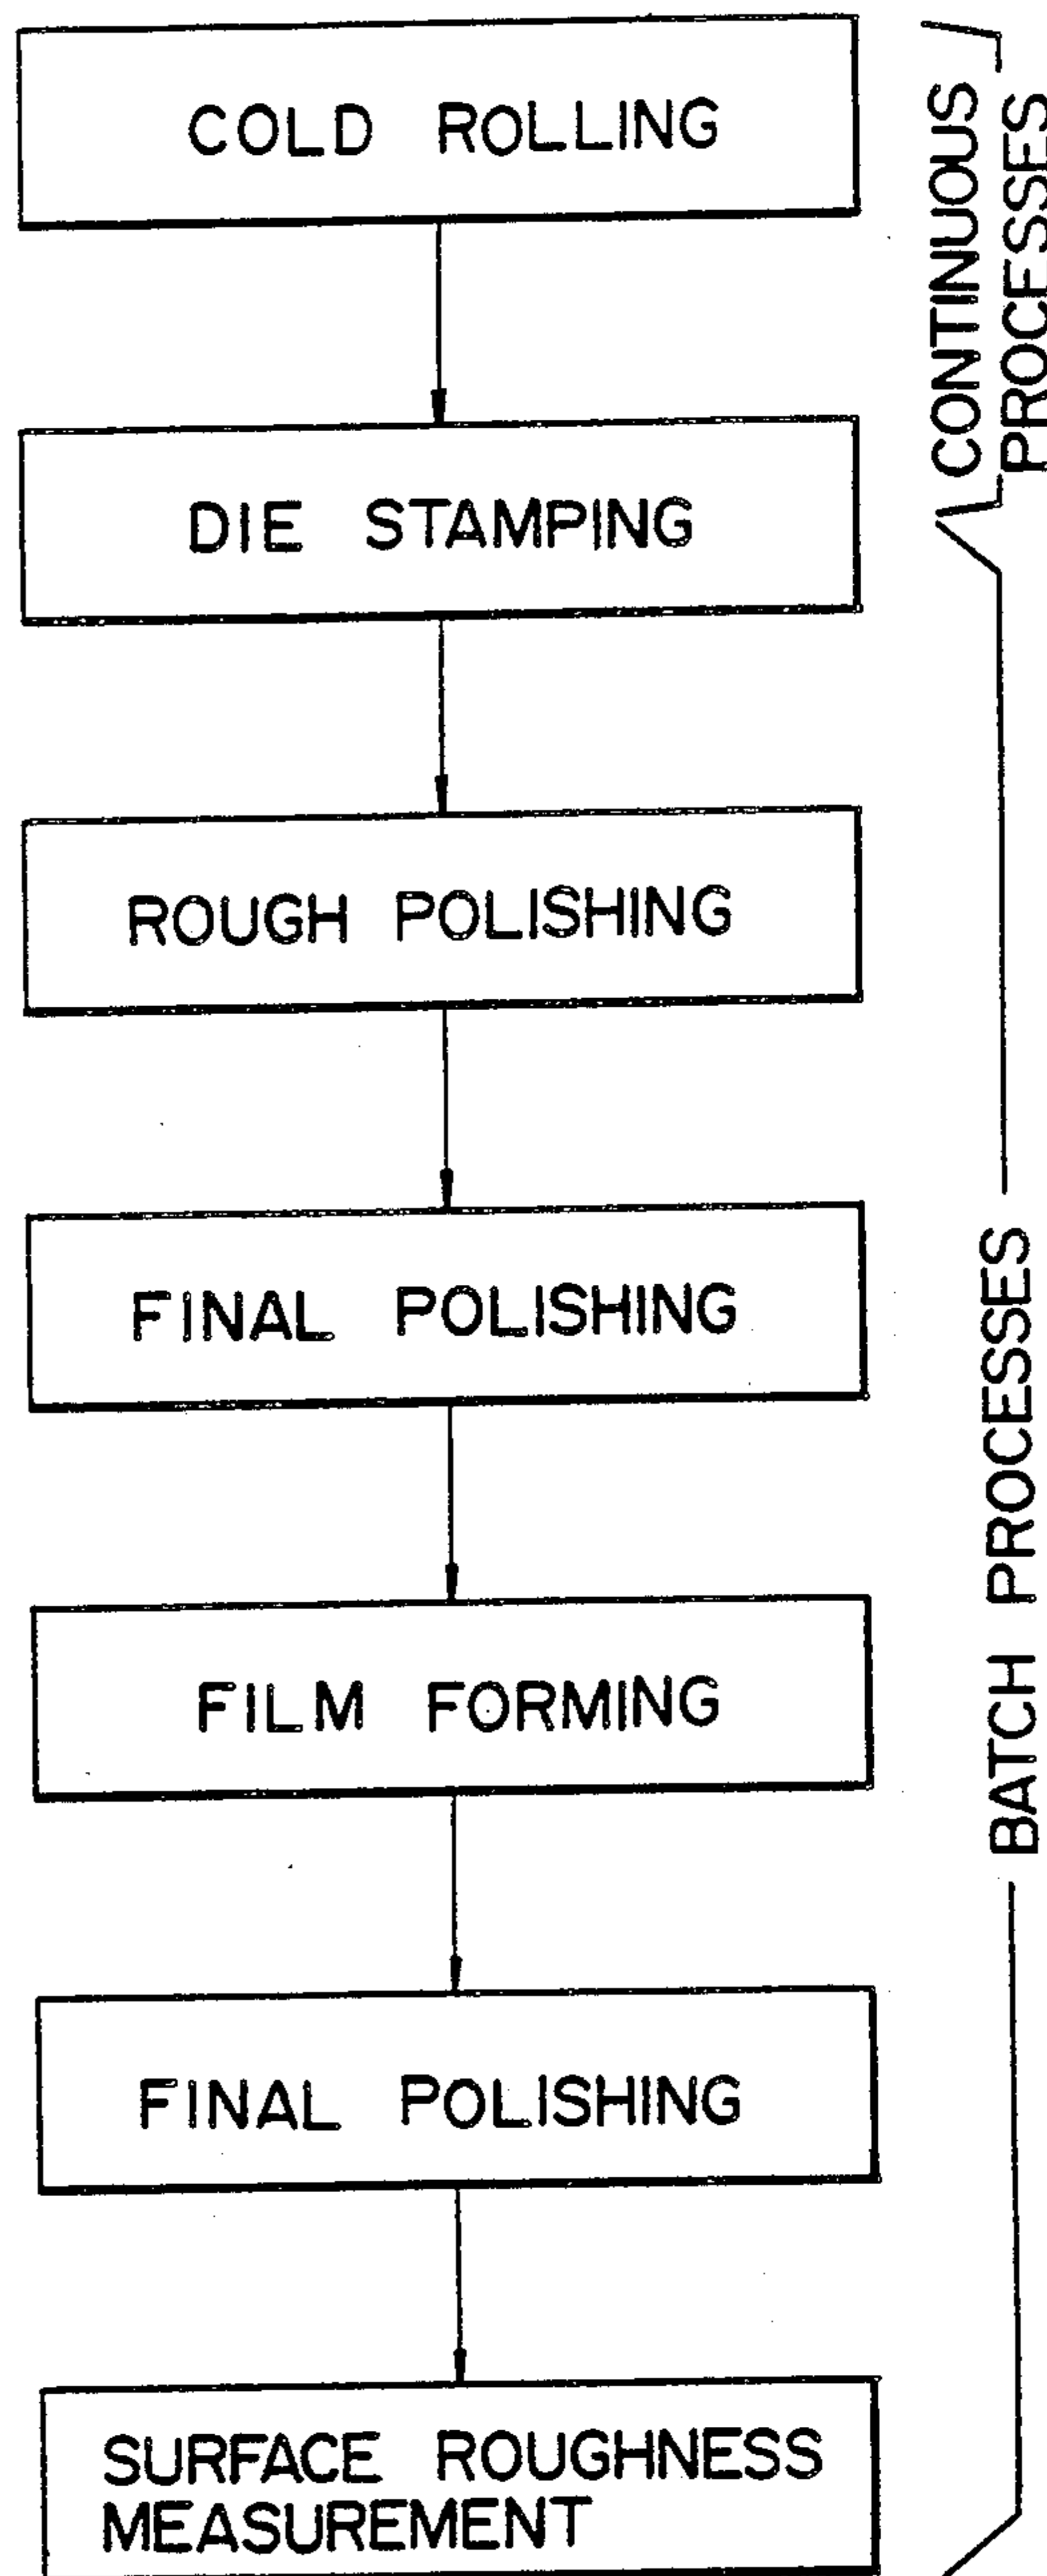 COLD ROLLING
CONTINUOUS
PROCESSES
DIE STAMPING
ROUGH POLISHING
FINAL POLISHING
FILM FORMING
FINAL POLISHING
SURFACE ROUGHNESS
MEASUREMENT
BATCH PROCESSES